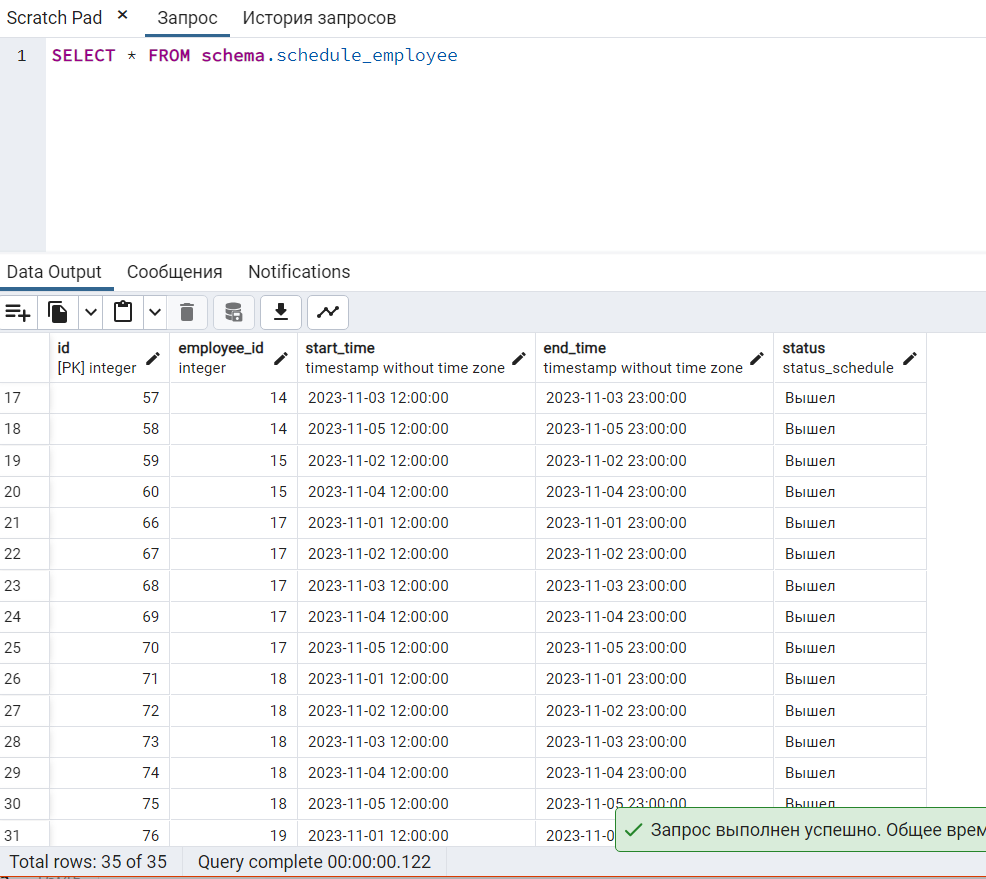 Scratch Pad × Запрос История запросов
1 SELECT * FROM schema.schedule_employee
Data Output Сообщения Notifications
id employee_id start_time end_time status
[PK] integer integer timestamp without time zone timestamp without time zone status_schedule
17 57 14 2023-11-03 12:00:00 2023-11-03 23:00:00 Вышел
18 58 14 2023-11-05 12:00:00 2023-11-05 23:00:00 Вышел
19 59 15 2023-11-02 12:00:00 2023-11-02 23:00:00 Вышел
20 60 15 2023-11-04 12:00:00 2023-11-04 23:00:00 Вышел
21 66 17 2023-11-01 12:00:00 2023-11-01 23:00:00 Вышел
22 67 17 2023-11-02 12:00:00 2023-11-02 23:00:00 Вышел
23 68 17 2023-11-03 12:00:00 2023-11-03 23:00:00 Вышел
24 69 17 2023-11-04 12:00:00 2023-11-04 23:00:00 Вышел
25 70 17 2023-11-05 12:00:00 2023-11-05 23:00:00 Вышел
26 71 18 2023-11-01 12:00:00 2023-11-01 23:00:00 Вышел
27 72 18 2023-11-02 12:00:00 2023-11-02 23:00:00 Вышел
28 73 18 2023-11-03 12:00:00 2023-11-03 23:00:00 Вышел
29 74 18 2023-11-04 12:00:00 2023-11-04 23:00:00 Вышел
30 75 18 2023-11-05 12:00:00 2023-11-05 23:00:00 Вышел
31 76 19 2023-11-01 12:00:00 2023-11-0
Запрос выполнен успешно. Общее врем
Total rows: 35 of 35 Query complete 00:00:00.122